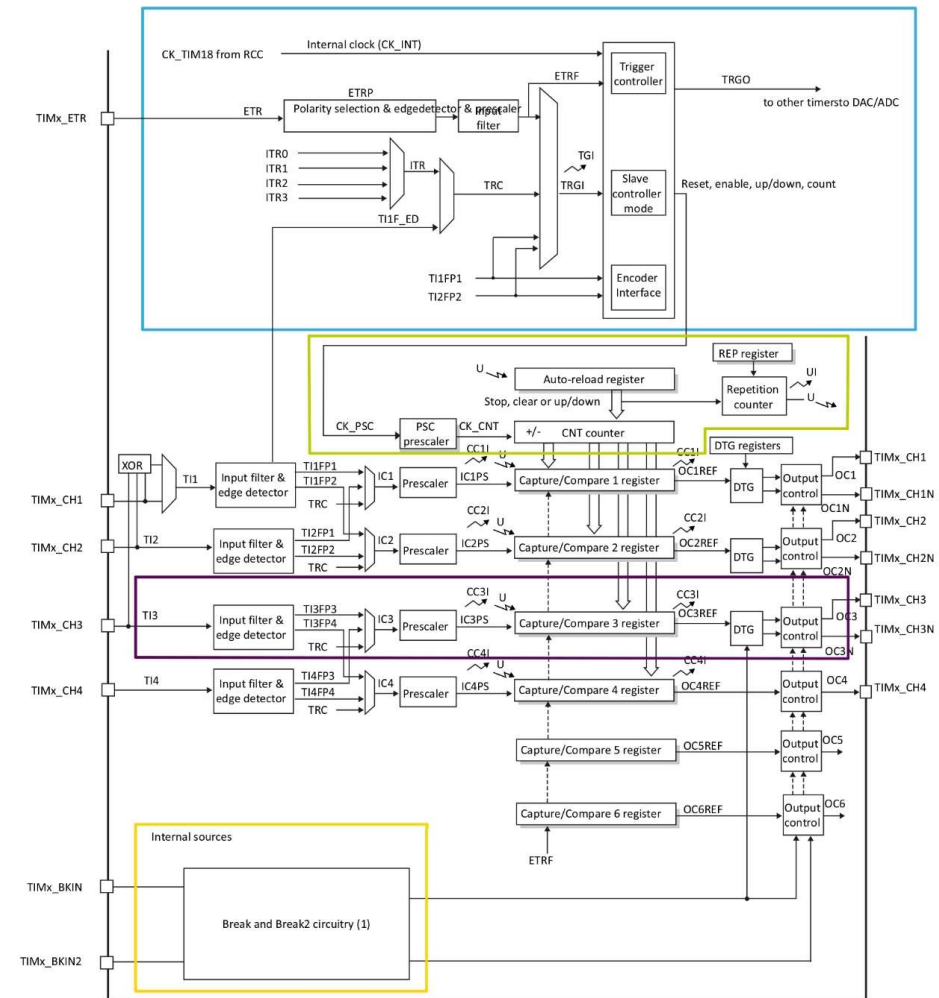 Internal clock (CK_INT)
CK_TIM18 from RCC
Trigger
controller
ETRF
TRGO
to other timersto DAC/ADC
ETRP
TIMx_ETR
ETR
Polarity selection & edgedetector & prescaler
Input
filter
ITR0
ITR1
ITR2
ITR3
ITR
TRC
TGI
TRGI
Slave
controller
mode
Reset, enable, up/down, count
TI1F_ED
TI1FP1
TI2FP2
Encoder
Interface
REP register
U
Auto-reload register
Repetition
counter
UI
U
Stop, clear or up/down
CK_PSC
PSC
prescaler
CK_CNT
+/-
CNT counter
DTG registers
XOR
TI1
TIMx_CH1
Input filter &
edge detector
TI1FP1
TI1FP2
TRC
IC1
Prescaler
CC1I
U
IC1PS
Capture/Compare 1 register
CC1I
OC1REF
DTG
Output
control
OC1
TIMx_CH1
TIMx_CH1N
OC1N
TIMx_CH2
TI2
Input filter &
edge detector
TI2FP1
TI2FP2
TRC
IC2
Prescaler
CC2I
U
IC2PS
Capture/Compare 2 register
CC2I
OC2REF
DTG
Output
control
OC2
TIMx_CH2
TIMx_CH2N
OC2N
TIMx_CH3
TI3
Input filter &
edge detector
TI3FP3
TI3FP4
TRC
IC3
Prescaler
CC3I
U
IC3PS
Capture/Compare 3 register
CC3I
OC3REF
DTG
Output
control
OC3
TIMx_CH3
TIMx_CH3N
OC3N
TIMx_CH4
TI4
Input filter &
edge detector
TI4FP3
TI4FP4
TRC
IC4
Prescaler
CC4I
U
IC4PS
Capture/Compare 4 register
CC4I
OC4REF
Output
control
OC4
TIMx_CH4
Capture/Compare 5 register
OC5REF
Output
control
OC5
Capture/Compare 6 register
OC6REF
Output
control
OC6
ETRF
Internal sources
TIMx_BKIN
Break and Break2 circuitry (1)
TIMx_BKIN2